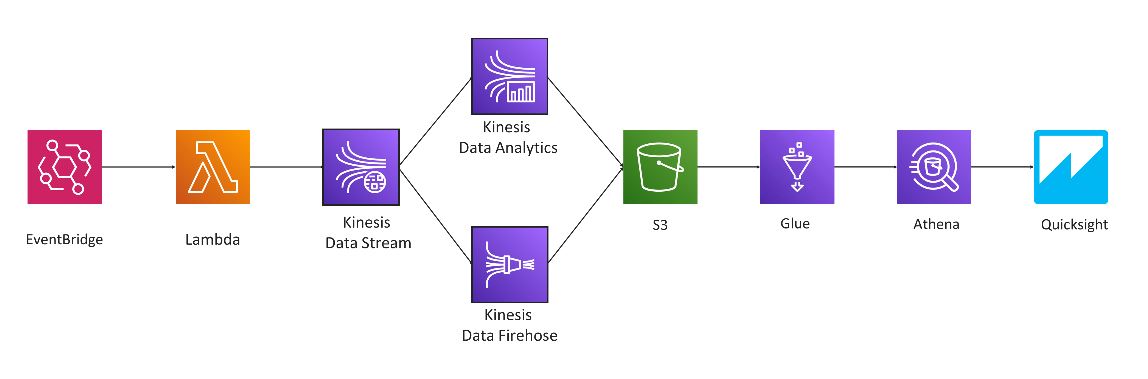 Kinesis
Data Analytics
EventBridge
Lambda
Kinesis
Data Stream
S3
Glue
Athena
Quicksight
Kinesis
Data Firehose